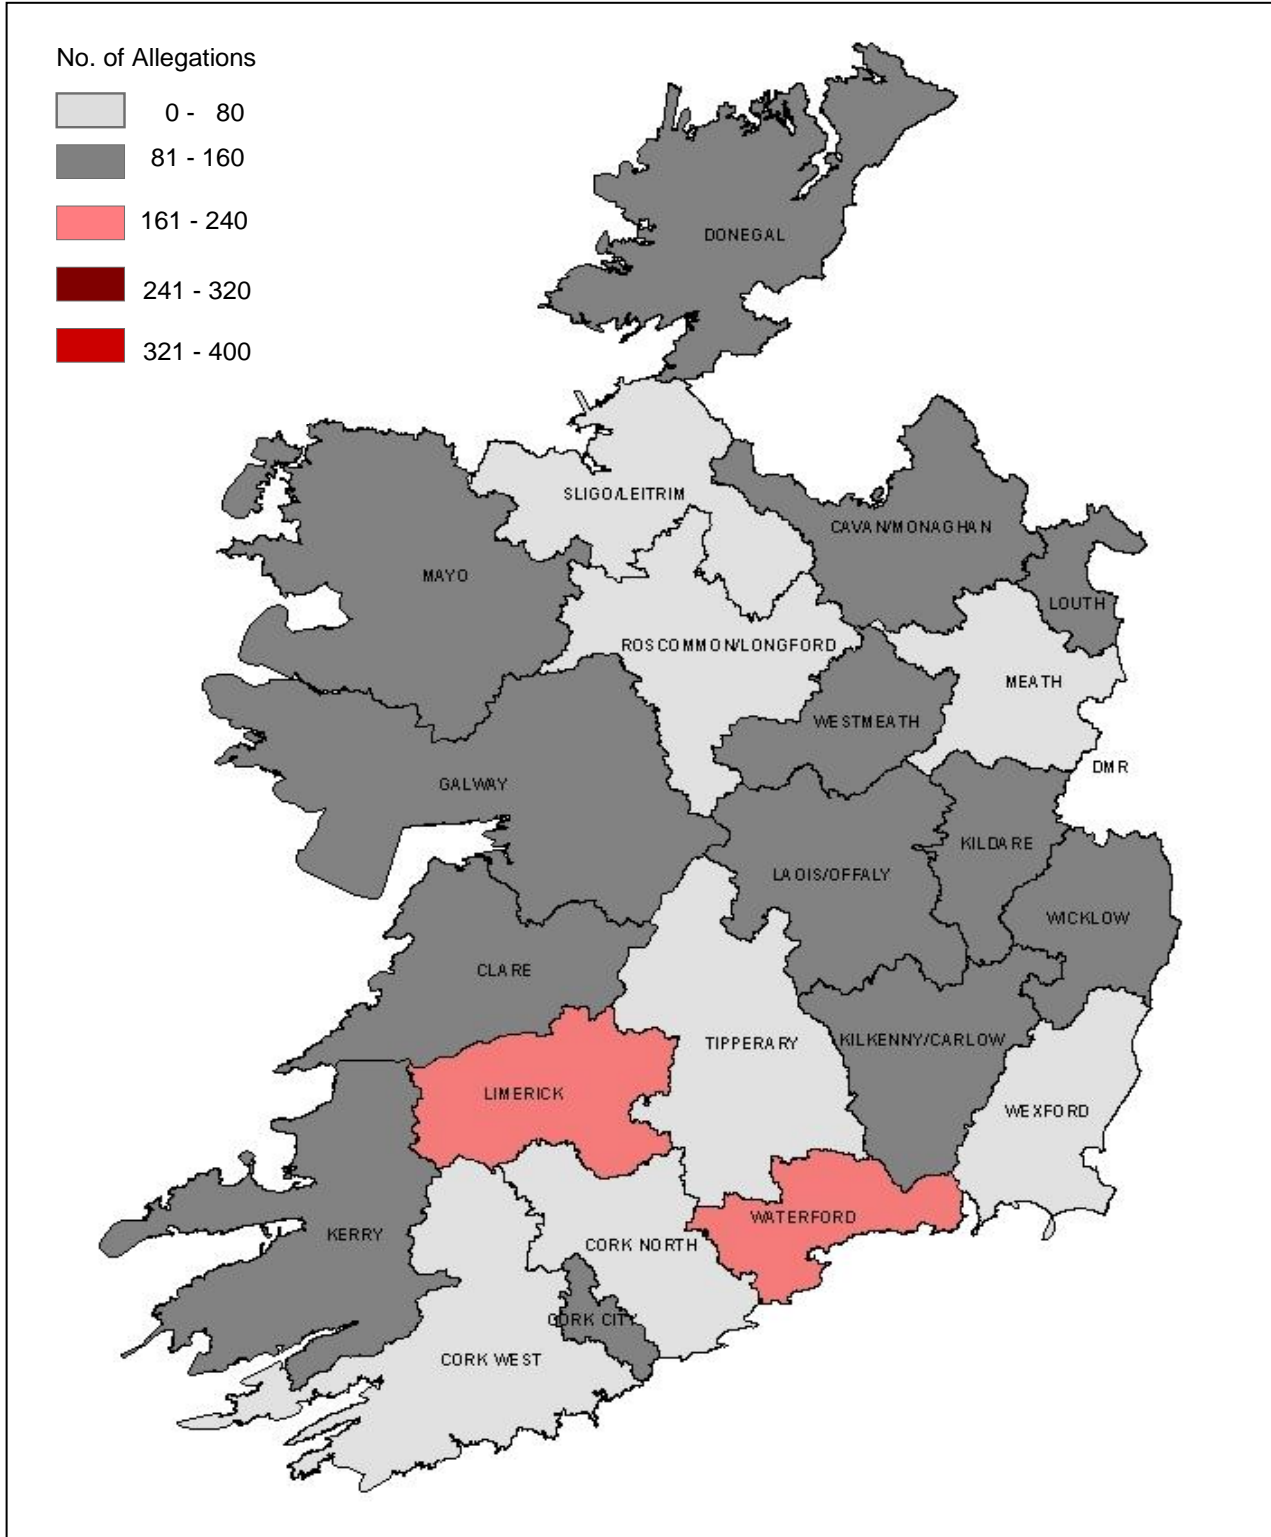 No. of Allegations
0 - 80
81 - 160
161 - 240
241 - 320
321 - 400
DONEGAL
SLIGO/LEITRIM
CAVAN/MONAGHAN
MAYO
LOUTH
ROSCOMMON/LONGFORD
MEATH
WESTMEATH
DMR
GALWAY
KILDARE
LAOIS/OFFALY
WICKLOW
CLARE
TIPPERARY
KILKENNY/CARLOW
LIMERICK
WEXFORD
WATERFORD
KERRY
CORK NORTH
CORK CITY
CORK WEST